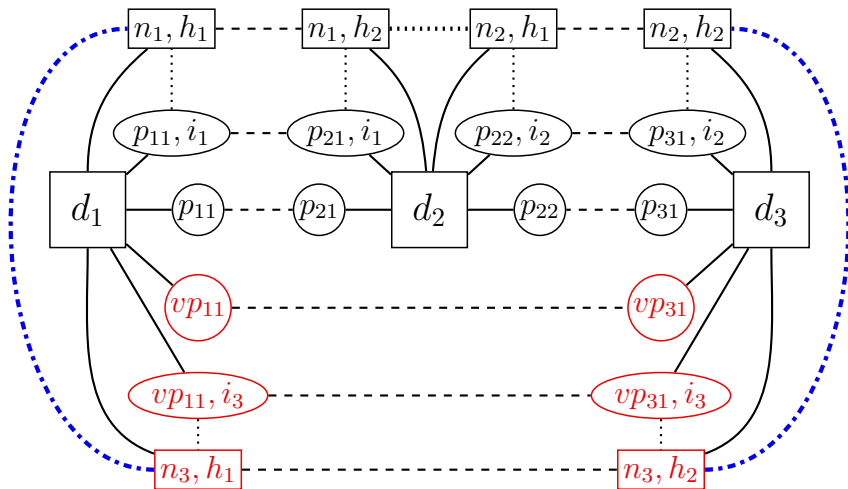 n₁, h₁ n₁, h₂ n₂, h₁ n₂, h₂
p₁₁, i₁ p₂₁, i₁ p₂₂, i₂ p₃₁, i₂
d₁ p₁₁ p₂₁ d₂ p₂₂ p₃₁ d₃
vp₁₁ vp₃₁
vp₁₁, i₃ vp₃₁, i₃
n₃, h₁ n₃, h₂